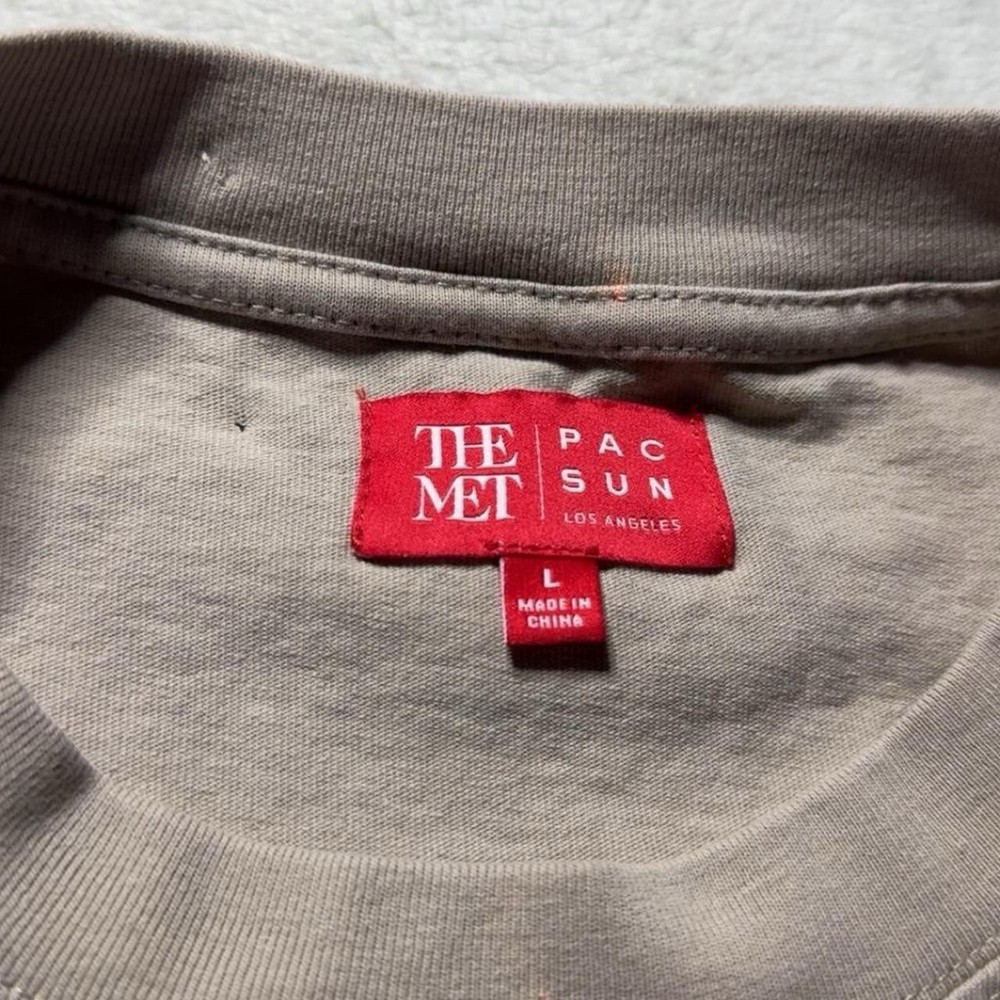 THE MET
PAC SUN
LOS ANGELES
L
MADE IN
CHINA